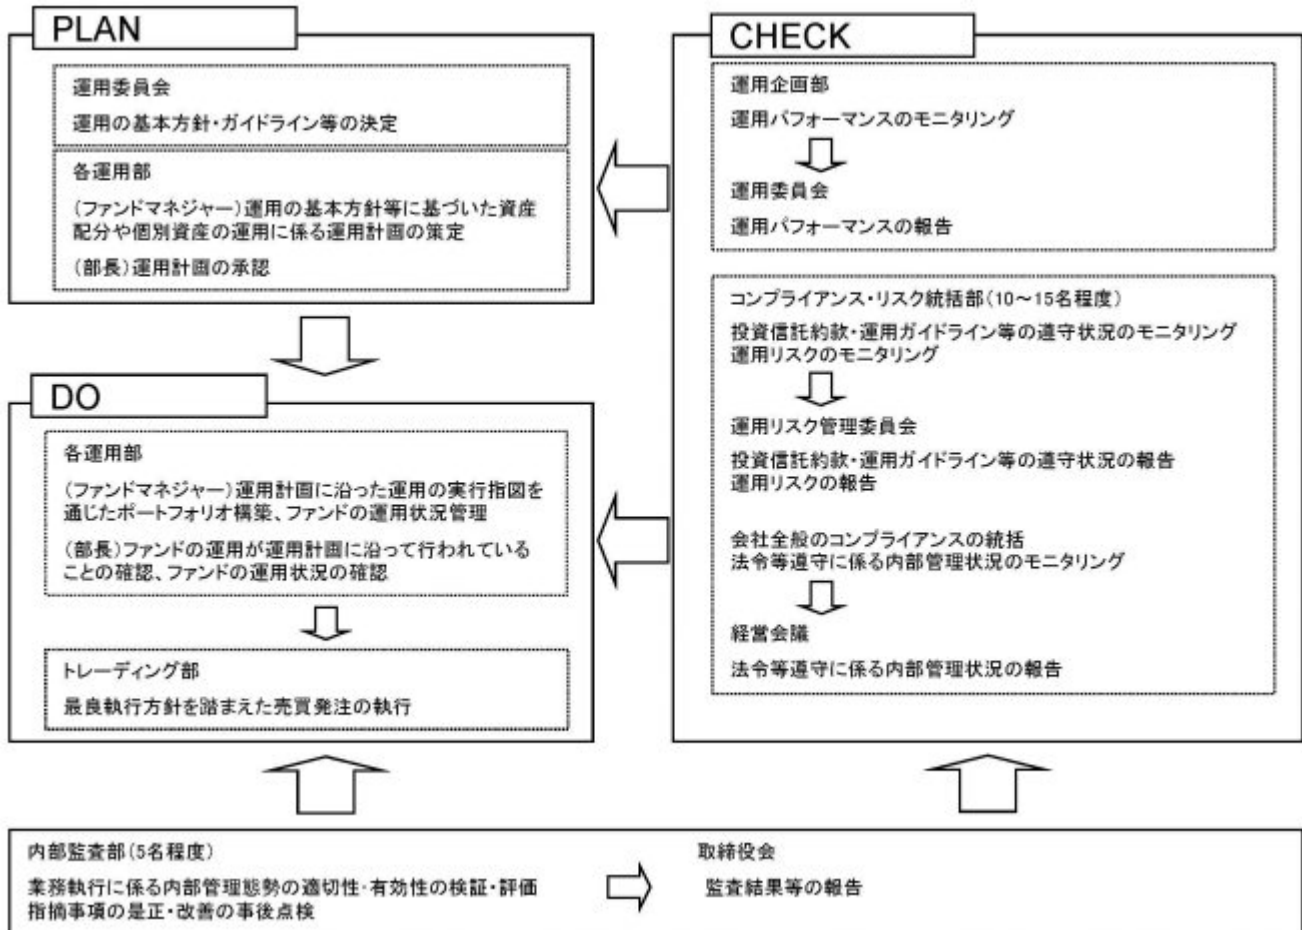 PLAN
運用委員会
運用の基本方針・ガイドライン等の決定
各運用部
(ファンドマネジャー)運用の基本方針等に基づいた資産
配分や個別資産の運用に係る運用計画の策定
(部長)運用計画の承認
DO
各運用部
(ファンドマネジャー)運用計画に沿った運用の実行指図を
通じたポートフォリオ構築、ファンドの運用状況管理
(部長)ファンドの運用が運用計画に沿って行われている
ことの確認、ファンドの運用状況の確認
トレーディング部
最良執行方針を踏まえた売買発注の執行
CHECK
運用企画部
運用パフォーマンスのモニタリング
運用委員会
運用パフォーマンスの報告
コンプライアンス・リスク統括部(10～15名程度)
投資信託約款・運用ガイドライン等の遵守状況のモニタリング
運用リスクのモニタリング
運用リスク管理委員会
投資信託約款・運用ガイドライン等の遵守状況の報告
運用リスクの報告
会社全般のコンプライアンスの統括
法令等遵守に係る内部管理状況のモニタリング
経営会議
法令等遵守に係る内部管理状況の報告
内部監査部(5名程度)
業務執行に係る内部管理態勢の適切性・有効性の検証・評価
指摘事項の是正・改善の事後点検
取締役会
監査結果等の報告